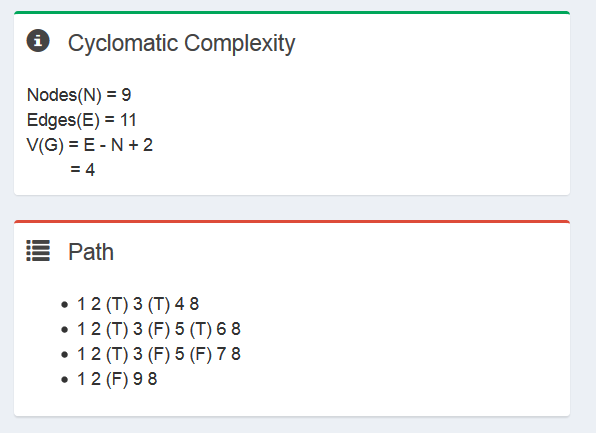 Cyclomatic Complexity
Nodes(N) = 9
Edges(E) = 11
V(G) = E - N + 2
= 4
Path
1 2 (T) 3 (T) 4 8
1 2 (T) 3 (F) 5 (T) 6 8
1 2 (T) 3 (F) 5 (F) 7 8
1 2 (F) 9 8